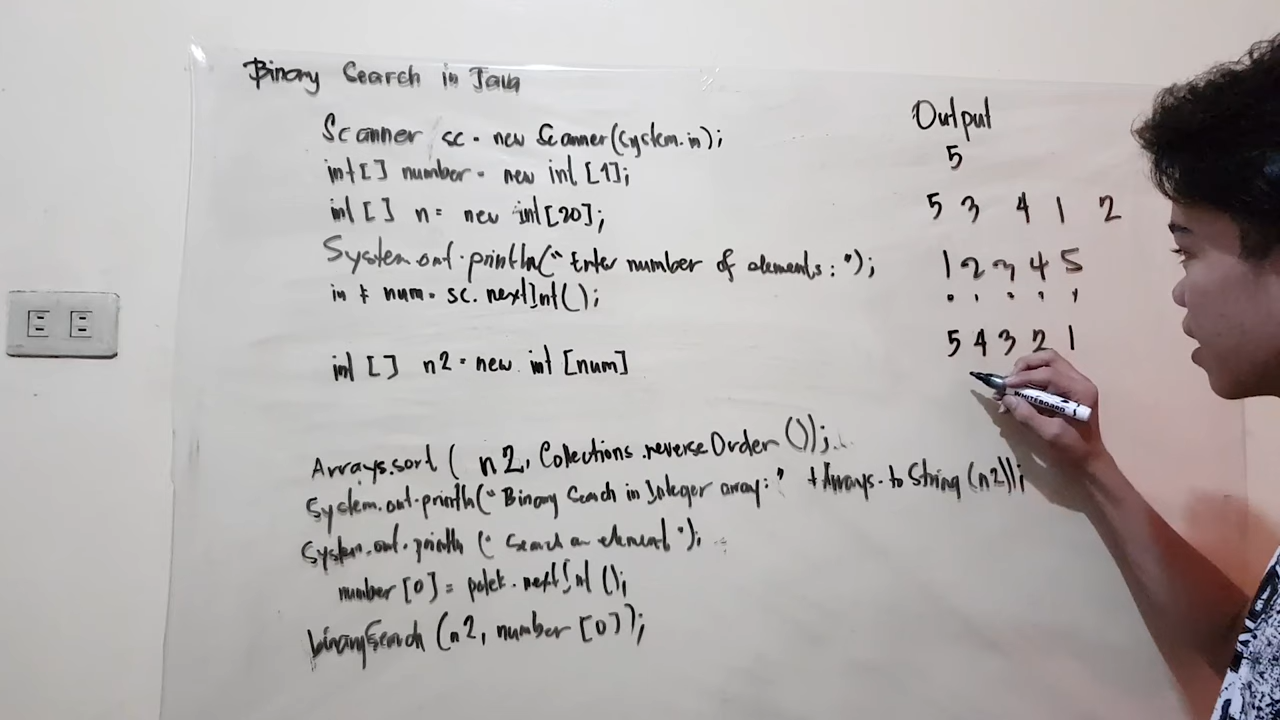 Binary Search in Java
Scanner sc = new Scanner(System.in);
int[] number = new int [1];
int [] n = new int[20];
System.out.println("Enter number of elements : ");
int num = sc.nextInt();
int [] n2 = new int [num]
Arrays.sort ( n2, Collections.reverseOrder ());
System.out.println("Binary Seach in Integer array: " + Arrays.toString (n2));
System.out.println (" Search an element ");
number [0] = polek.nextInt ();
binarySearch (n2, number [0]);
Output
5
5 3 4 1 2
1 2 3 4 5
5 4 3 2 1
WHITEBOARD